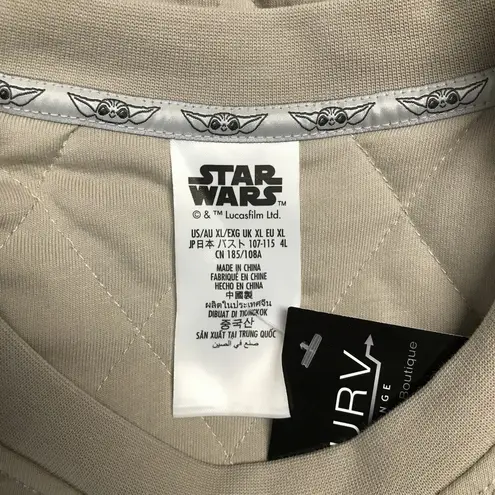 STAR
WARS
© & ™ Lucasfilm Ltd.
US/AU XL/EXG UK XL EU XL
JP日本 バスト 107-115 4L
CN 185/108A
MADE IN CHINA
FABRIQUÉ EN CHINE
HECHO EN CHINA
中國製
ผลิตในประเทศจีน
DIBUAT DI TIONGKOK
중국산
SẢN XUẤT TẠI TRUNG QUỐC
صنع في الصين
URV
NGE
Boutique